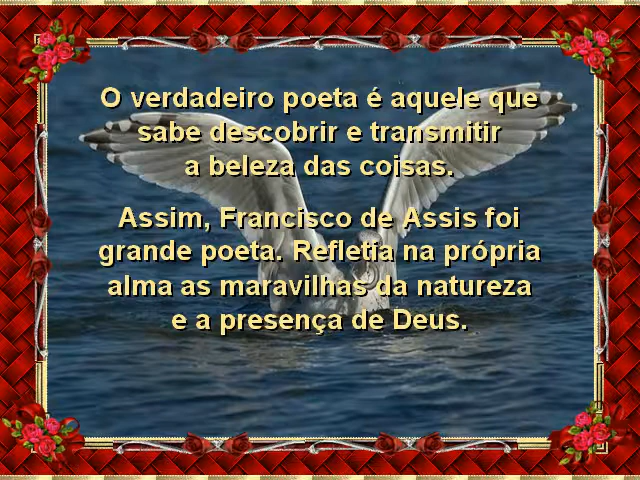 O verdadeiro poeta é aquele que
sabe descobrir e transmitir
a beleza das coisas.
Assim, Francisco de Assis foi
grande poeta. Refletia na própria
alma as maravilhas da natureza
e a presença de Deus.